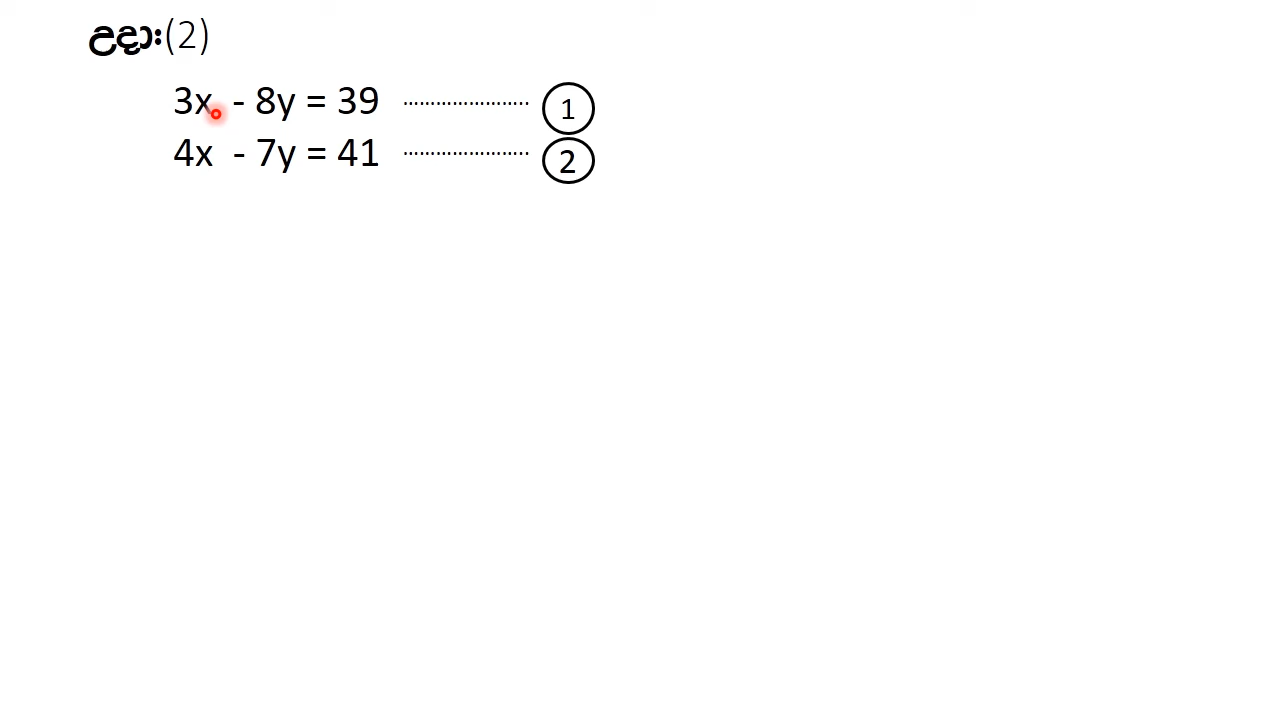 උදාः(2)
3x - 8y = 39 ........................ 1
4x - 7y = 41 ........................ 2